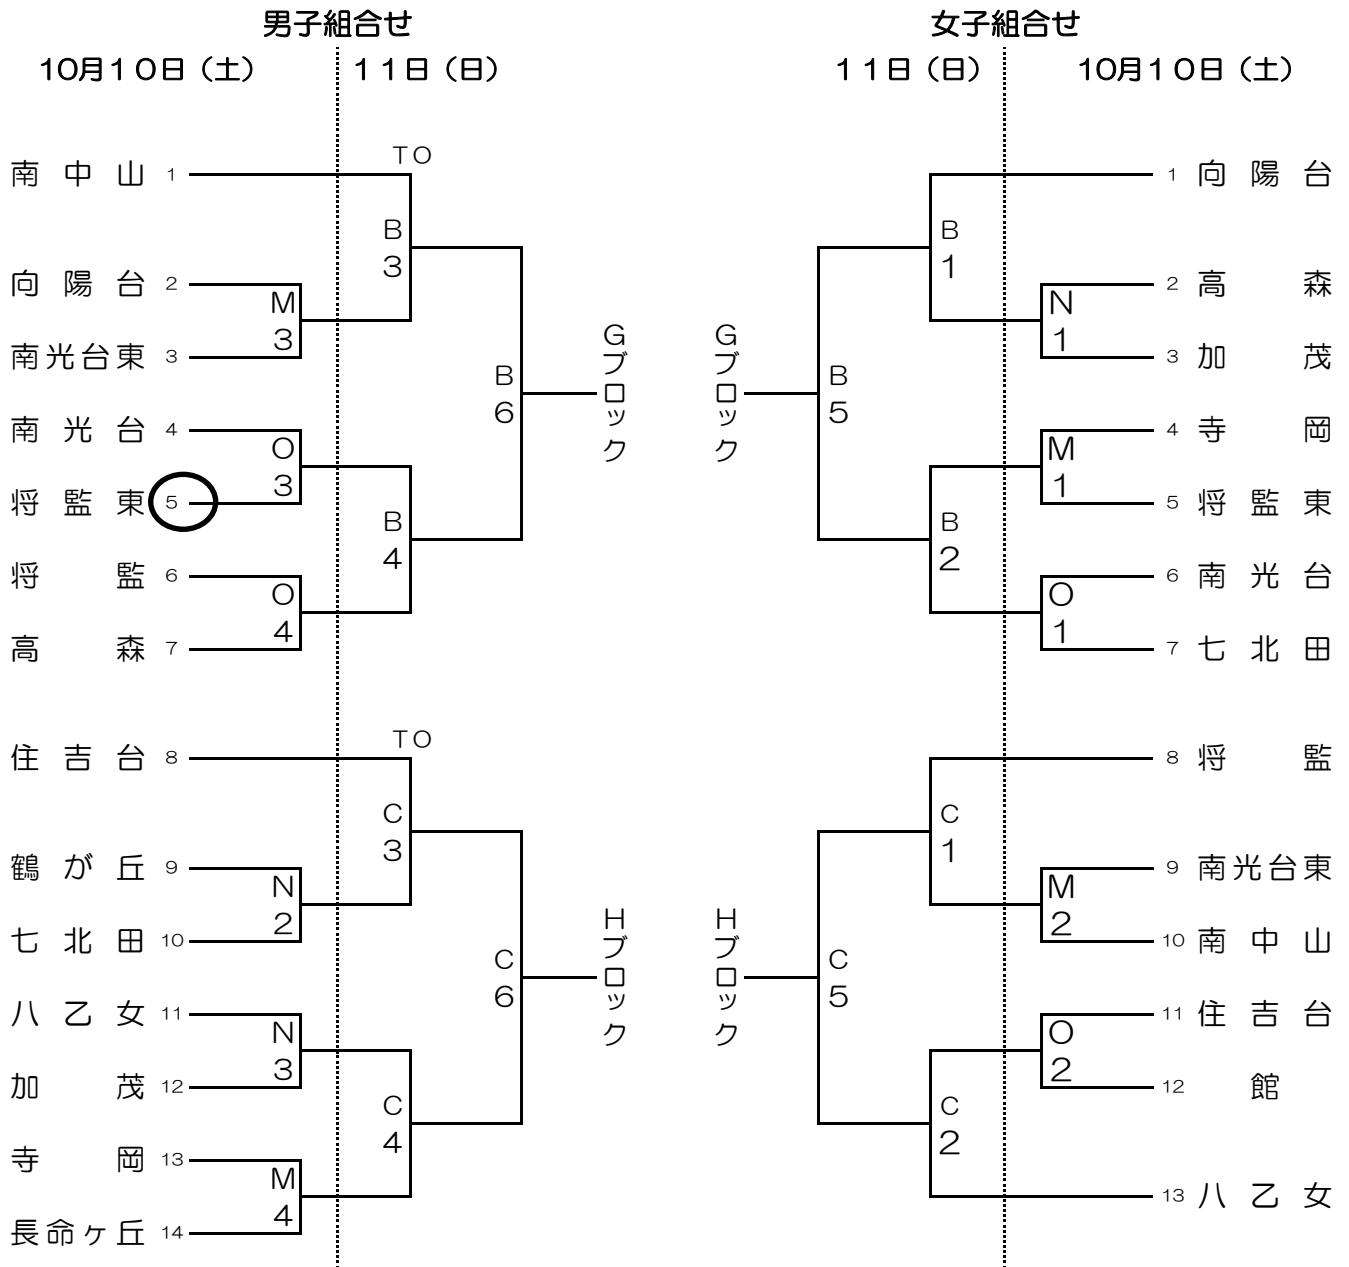 男子組合せ
10月１０日（土）
１１日（日）
南中山 1
向陽台 2
南光台東 3
南光台 4
将監東 5
将監 6
高森 7
住吉台 8
鶴が丘 9
七北田 10
八乙女 11
加茂 12
寺岡 13
長命ヶ丘 14
M
3
O
3
O
4
N
2
N
3
M
4
TO
B
3
B
4
TO
C
3
C
4
B
6
C
6
Gブロック
Hブロック
女子組合せ
１１日（日）
10月１０日（土）
Gブロック
Hブロック
B
5
C
5
B
1
B
2
C
1
C
2
N
1
M
1
O
1
M
2
O
2
1 向陽台
2 高森
3 加茂
4 寺岡
5 将監東
6 南光台
7 七北田
8 将監
9 南光台東
10 南中山
11 住吉台
12 館
13 八乙女